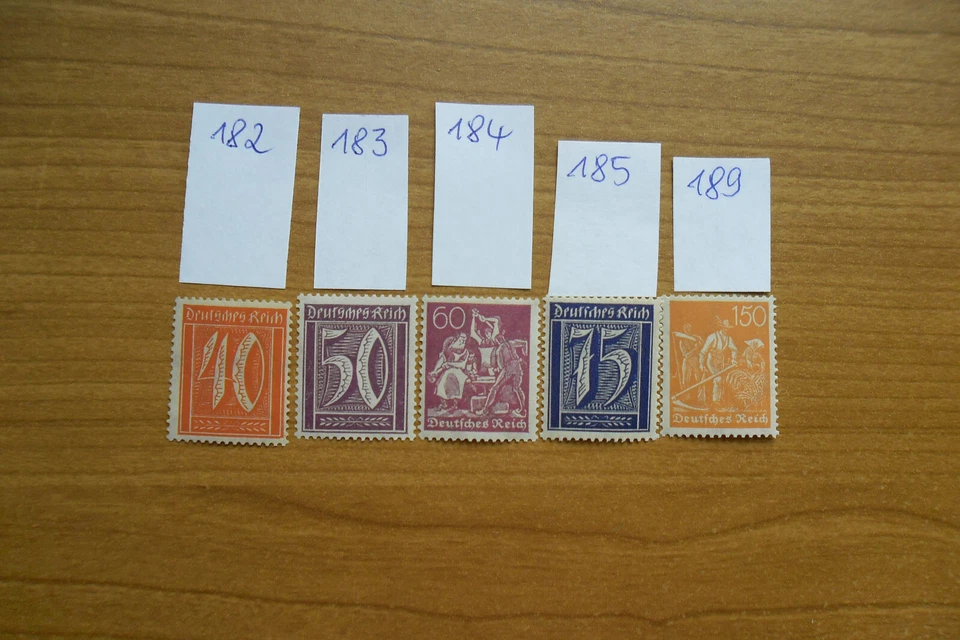 182
183
184
185
189
Deutsches Reich
40
Deutsches Reich
50
60
Deutsches Reich
Deutsches Reich
75
150
Deutsches Reich